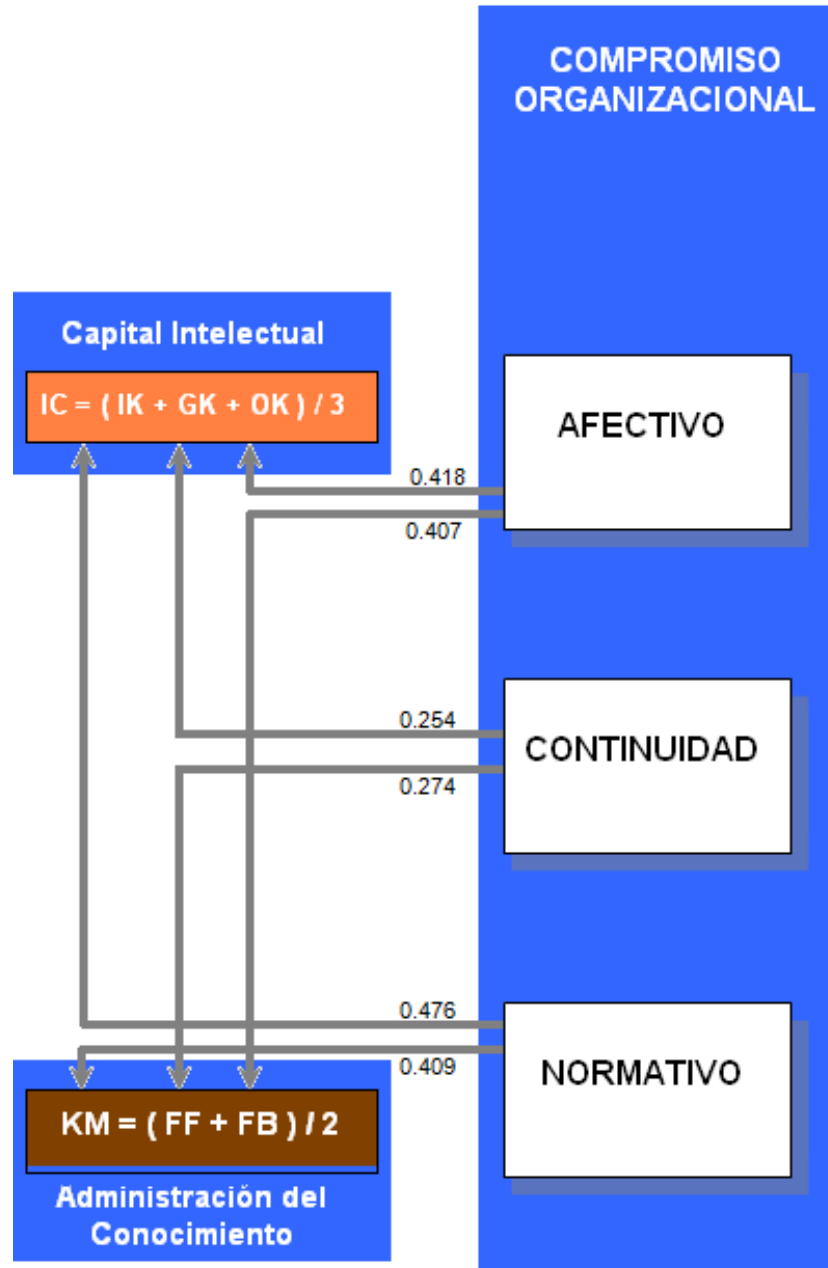 COMPROMISO
ORGANIZACIONAL
Capital Intelectual
IC = ( IK + GK + OK ) / 3
AFECTIVO
0.418
0.407
0.254
CONTINUIDAD
0.274
0.476
0.409
NORMATIVO
KM = ( FF + FB ) / 2
Administración del
Conocimiento